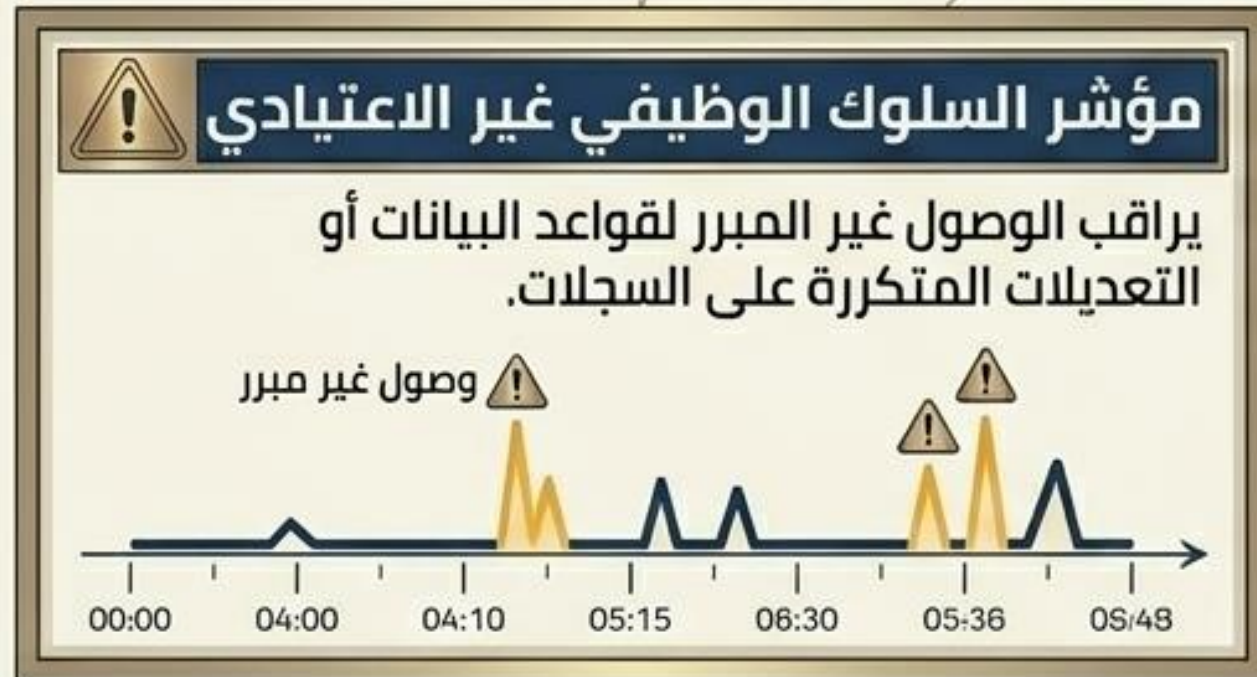 مؤشر السلوك الوظيفي غير الاعتيادي
يراقب الوصول غير المبرر لقواعد البيانات أو
التعديلات المتكررة على السجلات.
وصول غير مبرر
00:00 04:00 04:10 05:15 06:30 05:36